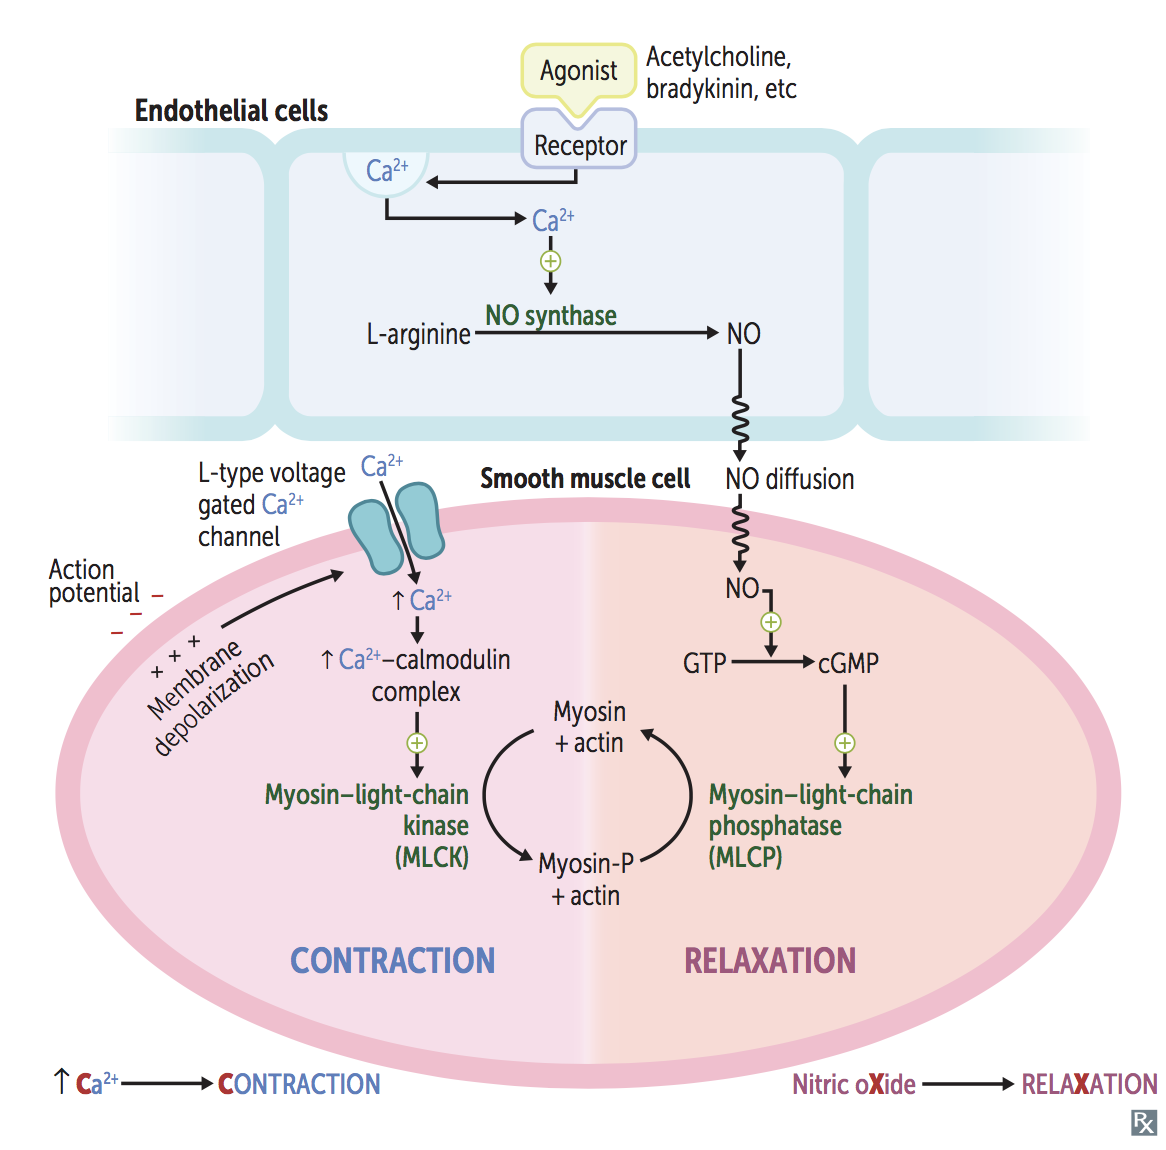 Agonist
Acetylcholine,
bradykinin, etc
Endothelial cells
Receptor
Ca²⁺
Ca²⁺
+
NO synthase
L-arginine
NO
L-type voltage
gated Ca²⁺
channel
Ca²⁺
Smooth muscle cell
NO diffusion
Action
potential
− − −
+ + +
Membrane
depolarization
↑ Ca²⁺
↑ Ca²⁺–calmodulin
complex
+
NO
+
GTP
cGMP
+
Myosin
+ actin
Myosin–light-chain
kinase
(MLCK)
Myosin–light-chain
phosphatase
(MLCP)
Myosin-P
+ actin
CONTRACTION
RELAXATION
↑ Ca²⁺ → CONTRACTION
Nitric oXide → RELAXATION
Rx